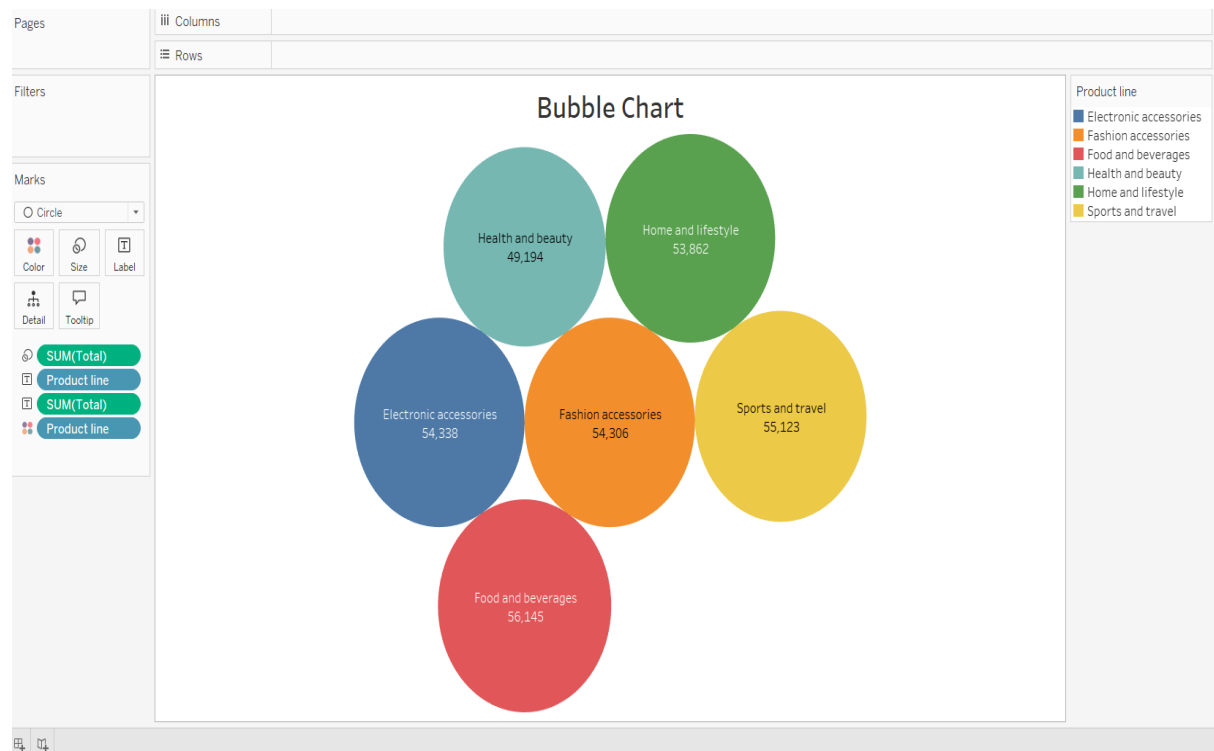 Pages
Columns
Rows
Filters
Marks
Circle
Color
Size
Label
Detail
Tooltip
SUM(Total)
Product line
SUM(Total)
Product line
Bubble Chart
Health and beauty
49,194
Home and lifestyle
53,862
Electronic accessories
54,338
Fashion accessories
54,306
Sports and travel
55,123
Food and beverages
56,145
Product line
Electronic accessories
Fashion accessories
Food and beverages
Health and beauty
Home and lifestyle
Sports and travel